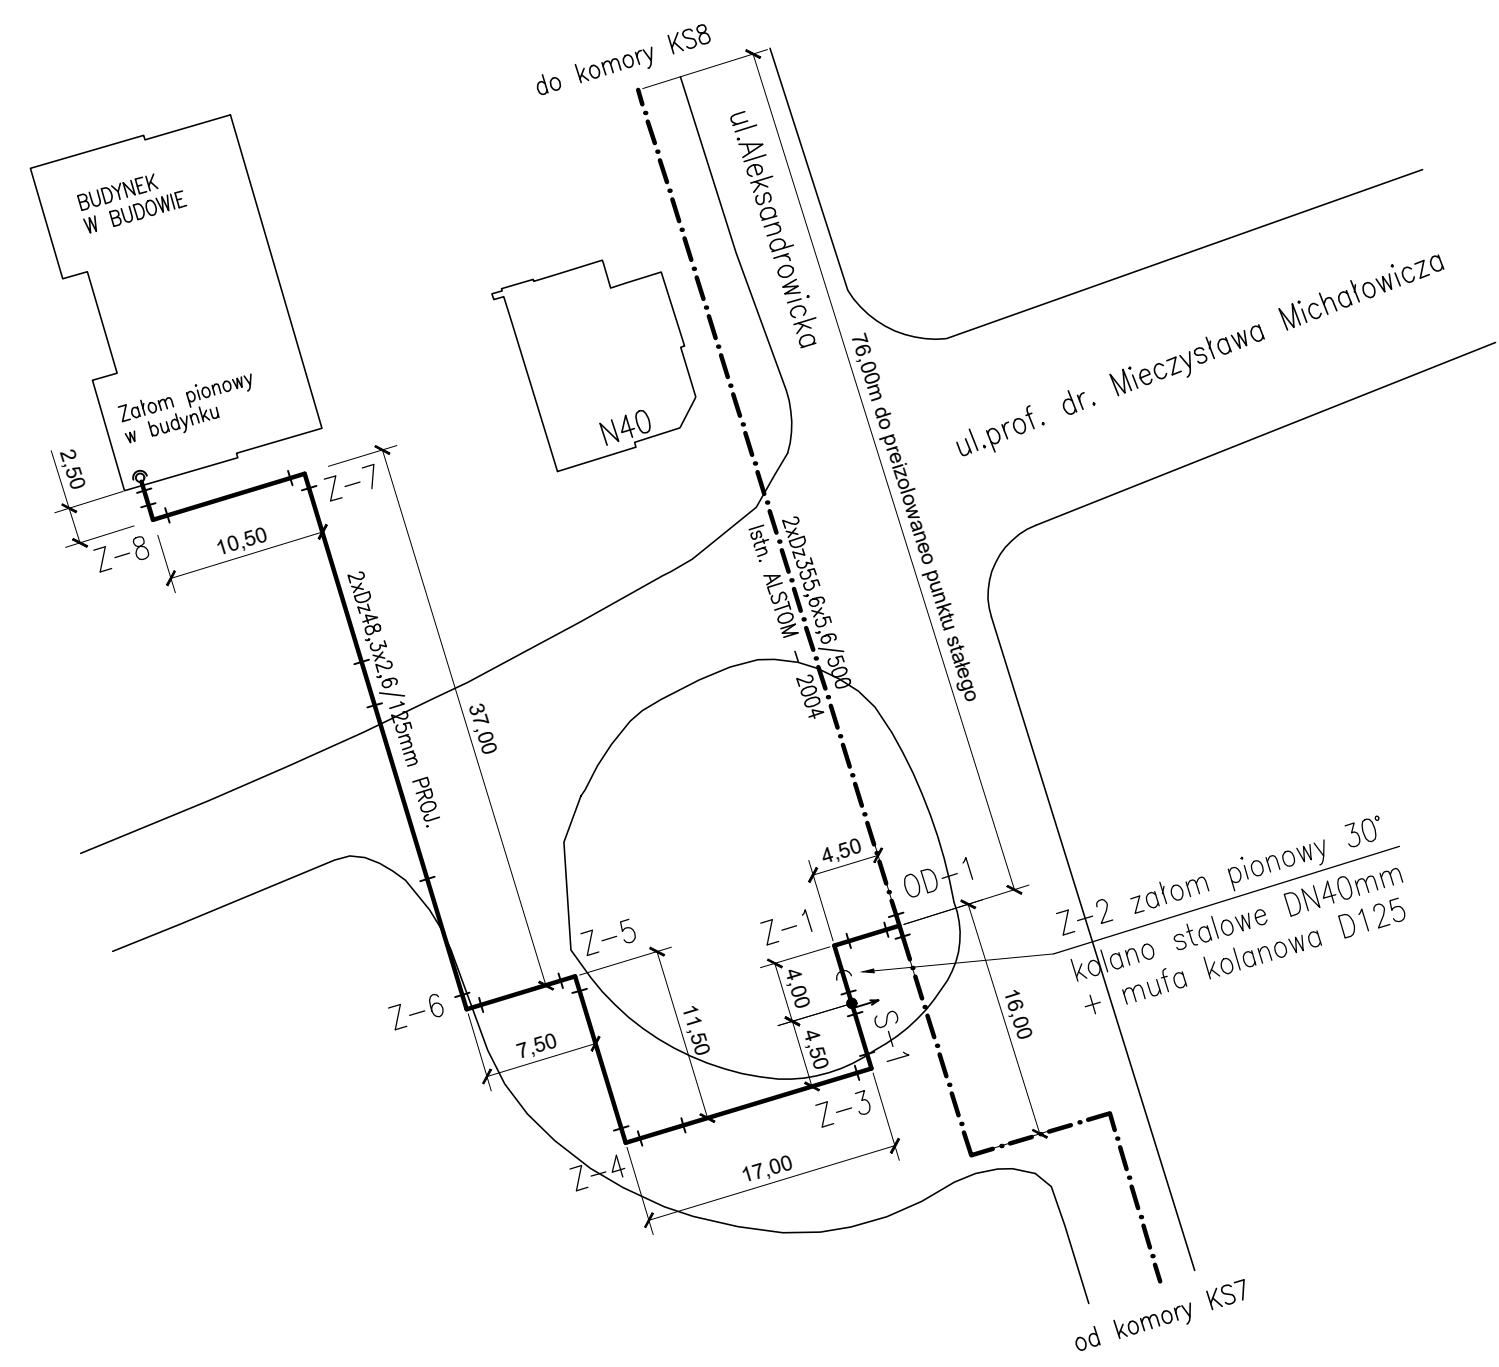 do komory KS8
ul.Aleksandrowicka
BUDYNEK
W BUDOWIE
ul.prof. dr. Mieczysława Michałowicza
Załom pionowy
w budynku
N40
76,00m do preizolowaneo punktu stałego
2,50
Z-7
Z-8
10,50
2xDz48,3x2,6/125mm PROJ.
37,00
2xDz355,6x5,6/500
Istn. ALSTOM - 2004
4,50
OD-1
Z-1
Z-2 załom pionowy 30°
kolano stalowe DN40mm
+ mufa kolanowa D125
Z-5
Z-6
4,00
S-1
16,00
7,50
11,50
4,50
Z-3
Z-4
17,00
od komory KS7